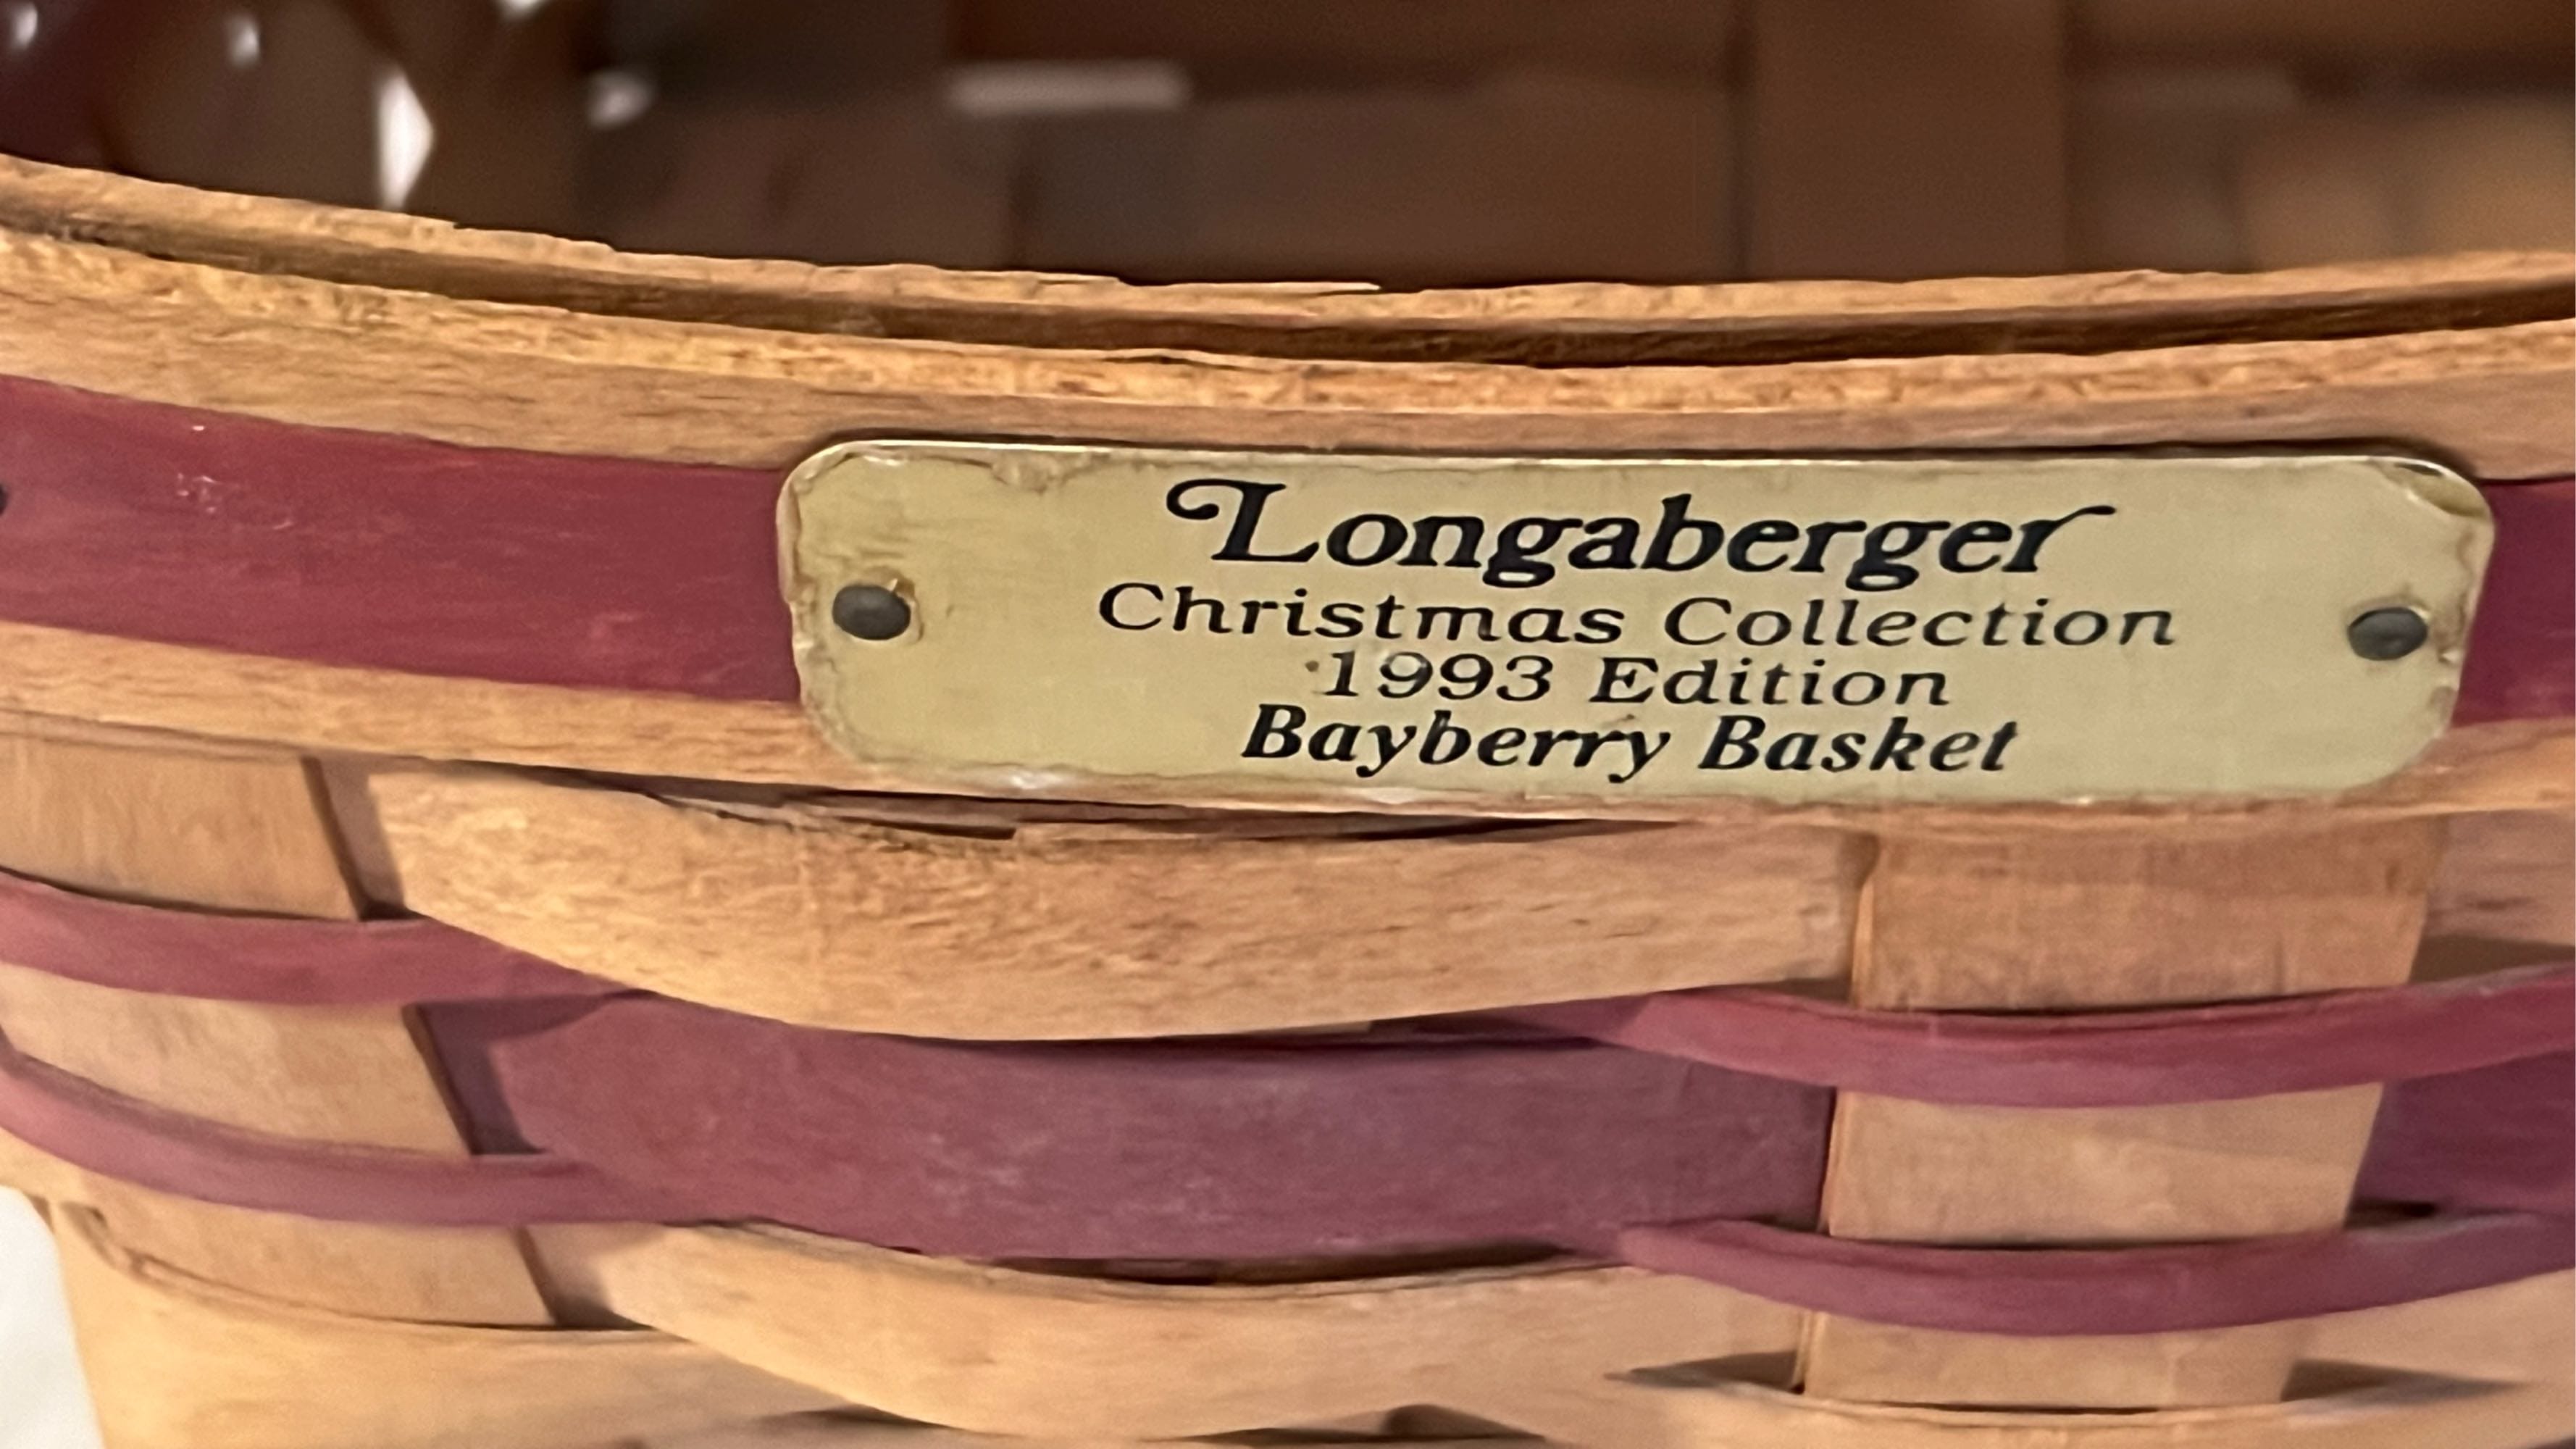 Longaberger
Christmas Collection
1993 Edition
Bayberry Basket